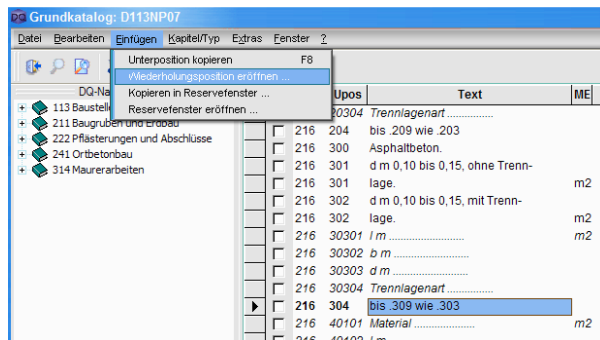 Grundkatalog: D113NP07
Datei Bearbeiten Einfügen Kapitel/Typ Extras Fenster ?
Unterposition kopieren F8
Wiederholungsposition eröffnen ...
Kopieren in Reservefenster ...
Reservefenster eröffnen ...
DQ-Na
Upos Text ME
113 Baustell
211 Baugruben und Erdbau
222 Pflästerungen und Abschlüsse
241 Ortbetonbau
314 Maurerarbeiten
20304 Trennlagenart ...............
216 204 bis .209 wie .203
216 300 Asphaltbeton.
216 301 d m 0,10 bis 0,15, ohne Trenn-
216 301 lage. m2
216 302 d m 0,10 bis 0,15, mit Trenn-
216 302 lage. m2
216 30301 l m ......................... m2
216 30302 b m .........................
216 30303 d m .........................
216 30304 Trennlagenart ...............
216 304 bis .309 wie .303
216 40101 Material .................... m2
216 40102 l m